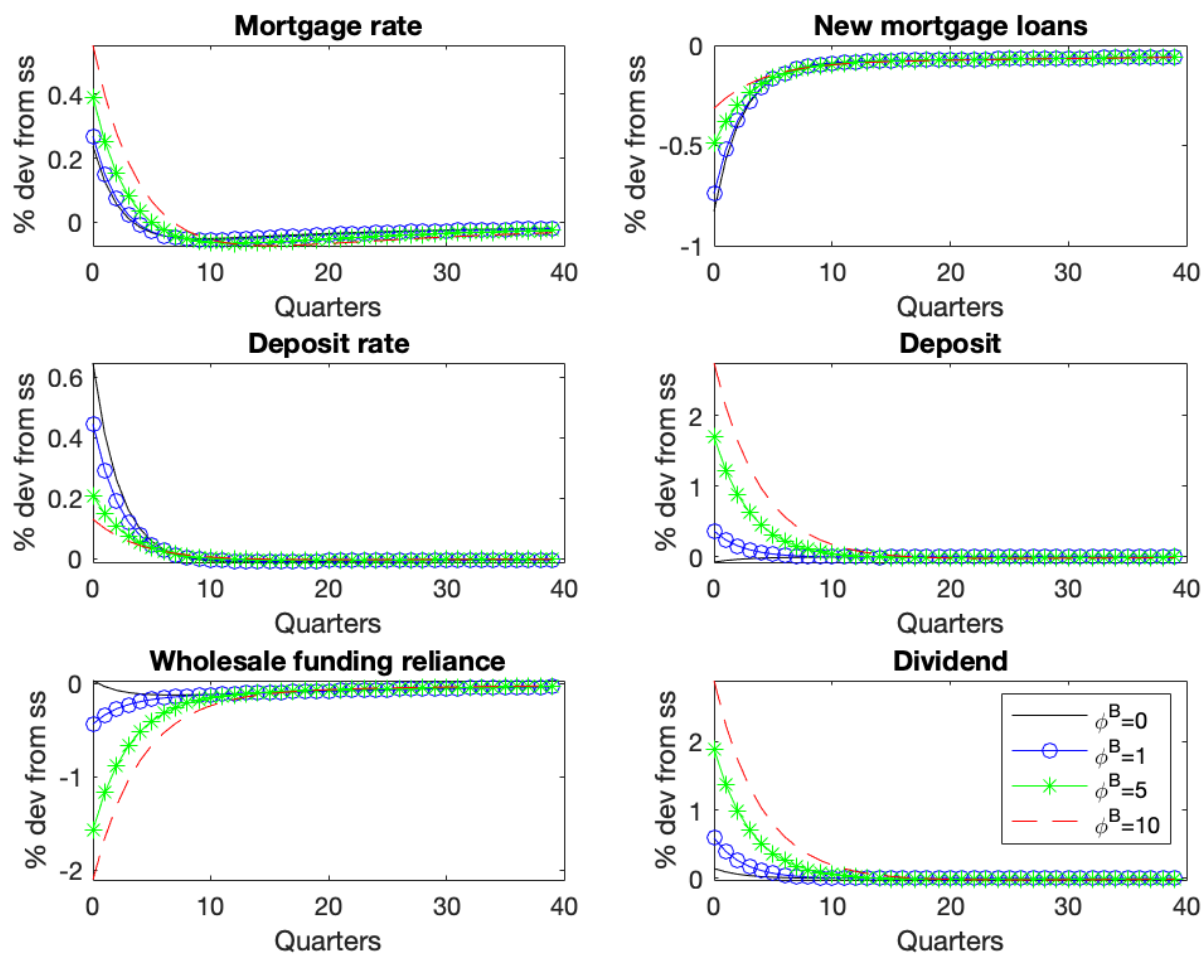 Mortgage rate
% dev from ss
0.4
0.2
0
0 10 20 30 40
Quarters
New mortgage loans
% dev from ss
0
-0.5
-1
0 10 20 30 40
Quarters
Deposit rate
% dev from ss
0.6
0.4
0.2
0
0 10 20 30 40
Quarters
Deposit
% dev from ss
2
1
0
0 10 20 30 40
Quarters
Wholesale funding reliance
% dev from ss
0
-1
-2
0 10 20 30 40
Quarters
Dividend
% dev from ss
2
1
0
0 10 20 30 40
Quarters
ϕᴮ=0
ϕᴮ=1
ϕᴮ=5
ϕᴮ=10